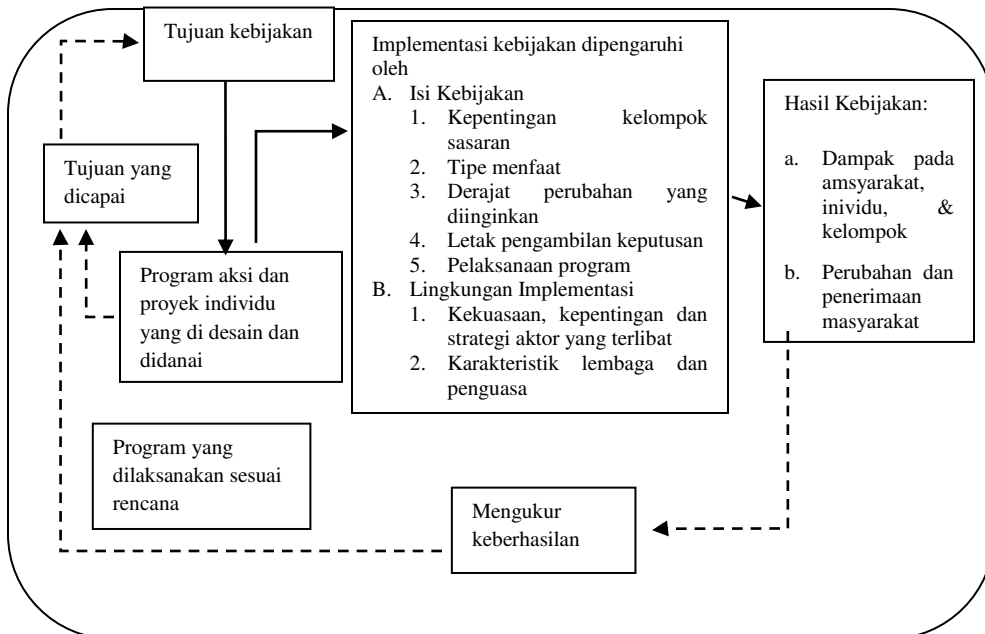 Tujuan kebijakan
Implementasi kebijakan dipengaruhi
oleh
A. Isi Kebijakan
1. Kepentingan kelompok
sasaran
2. Tipe menfaat
3. Derajat perubahan yang
diinginkan
4. Letak pengambilan keputusan
5. Pelaksanaan program
B. Lingkungan Implementasi
1. Kekuasaan, kepentingan dan
strategi aktor yang terlibat
2. Karakteristik lembaga dan
penguasa
Hasil Kebijakan:
a. Dampak pada
amsyarakat,
inividu, &
kelompok
b. Perubahan dan
penerimaan
masyarakat
Tujuan yang
dicapai
Program aksi dan
proyek individu
yang di desain dan
didanai
Program yang
dilaksanakan sesuai
rencana
Mengukur
keberhasilan